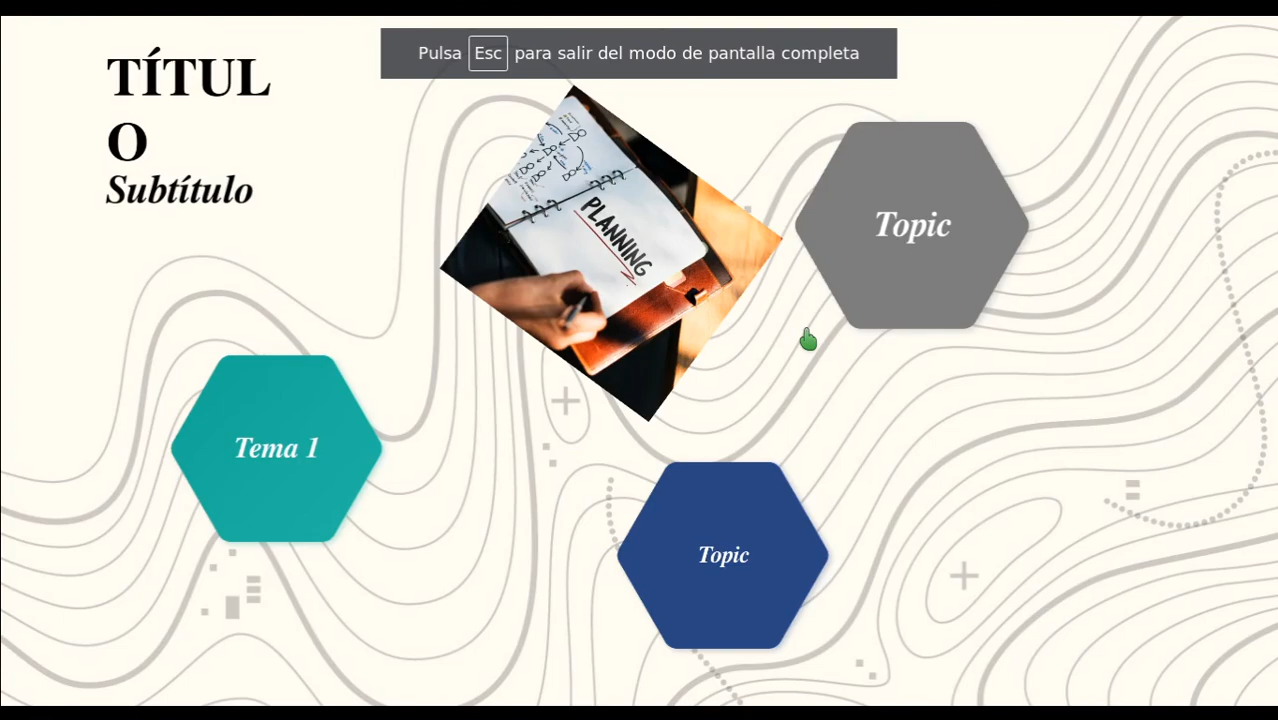 Pulsa Esc para salir del modo de pantalla completa
TÍTUL
O
Subtítulo
PLANNING
Topic
Tema 1
Topic